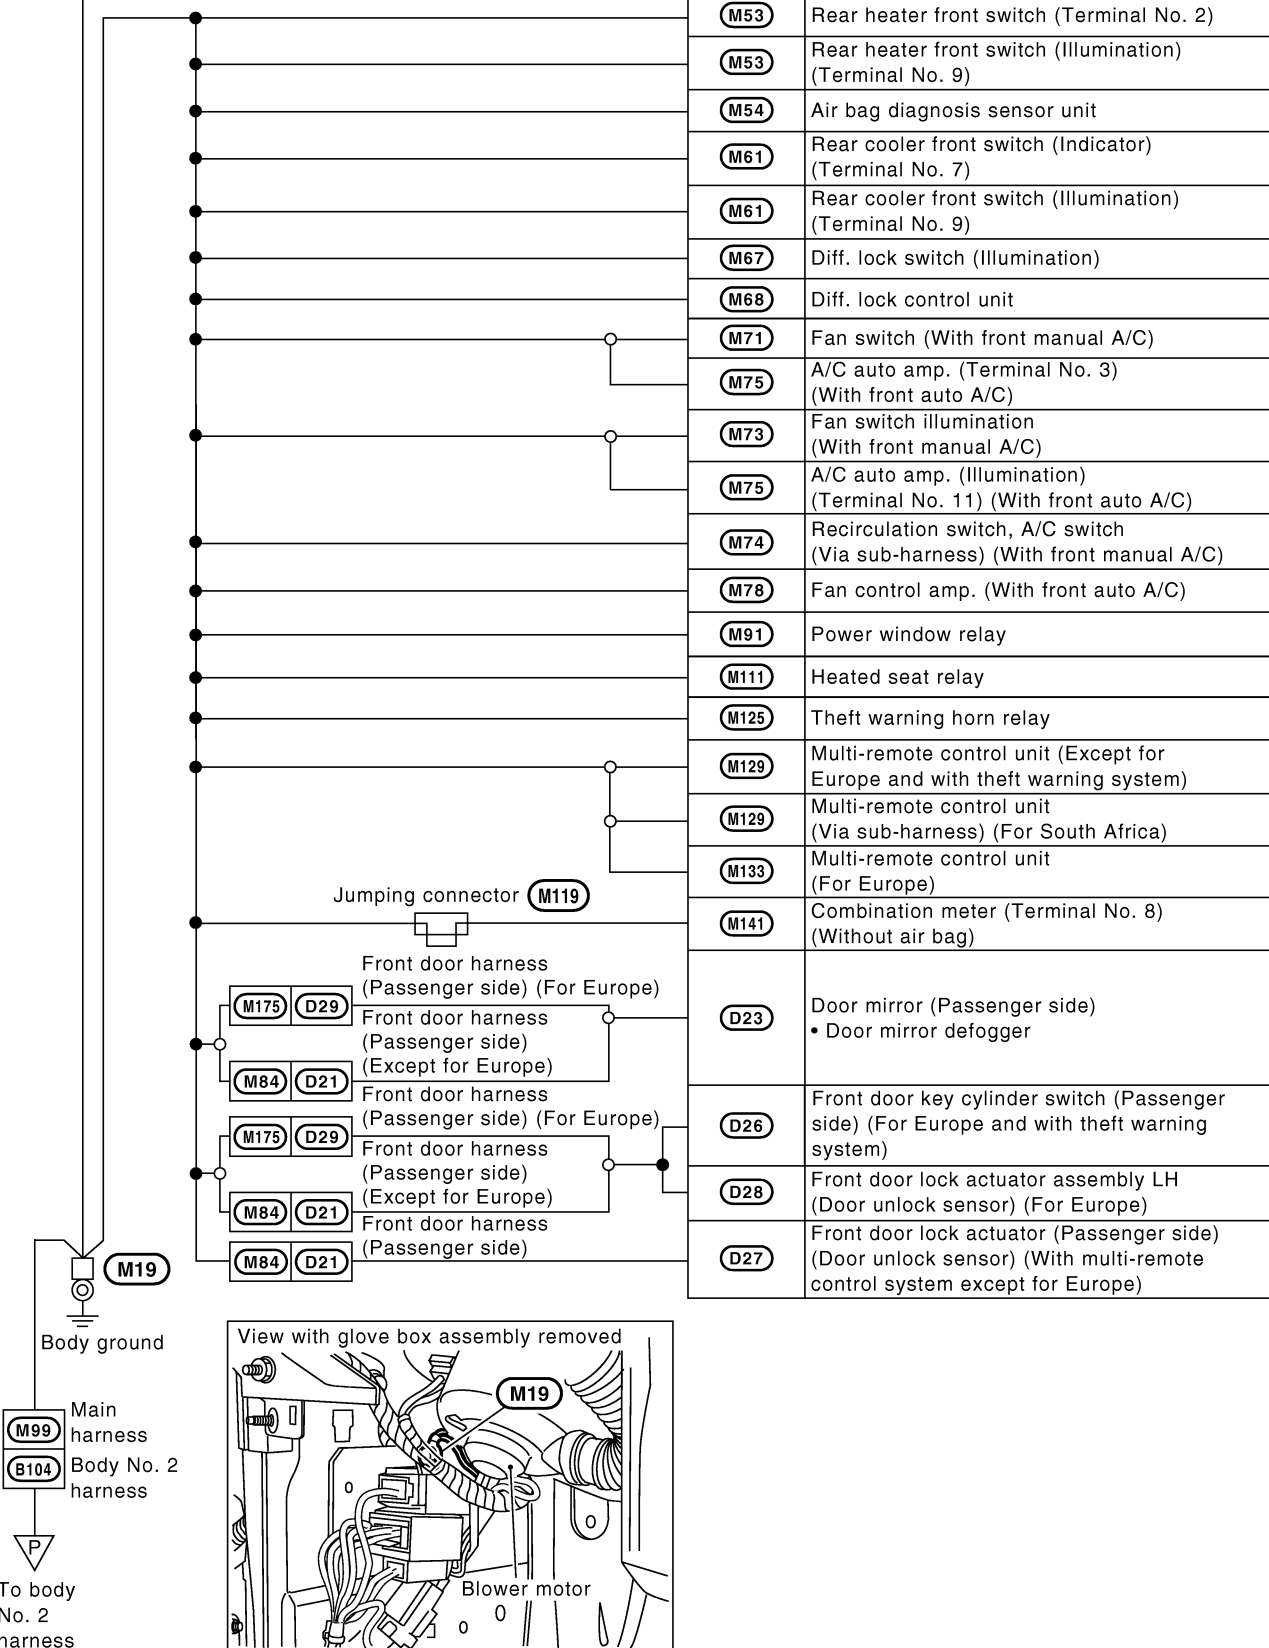 M53 Rear heater front switch (Terminal No. 2)
M53 Rear heater front switch (Illumination)
(Terminal No. 9)
M54 Air bag diagnosis sensor unit
M61 Rear cooler front switch (Indicator)
(Terminal No. 7)
M61 Rear cooler front switch (Illumination)
(Terminal No. 9)
M67 Diff. lock switch (Illumination)
M68 Diff. lock control unit
M71 Fan switch (With front manual A/C)
M75 A/C auto amp. (Terminal No. 3)
(With front auto A/C)
M73 Fan switch illumination
(With front manual A/C)
M75 A/C auto amp. (Illumination)
(Terminal No. 11) (With front auto A/C)
M74 Recirculation switch, A/C switch
(Via sub-harness) (With front manual A/C)
M78 Fan control amp. (With front auto A/C)
M91 Power window relay
M111 Heated seat relay
M125 Theft warning horn relay
M129 Multi-remote control unit (Except for
Europe and with theft warning system)
M129 Multi-remote control unit
(Via sub-harness) (For South Africa)
M133 Multi-remote control unit
(For Europe)
Jumping connector M119
M141 Combination meter (Terminal No. 8)
(Without air bag)
Front door harness
(Passenger side) (For Europe)
M175 D29
Front door harness
(Passenger side)
(Except for Europe)
M84 D21
D23 Door mirror (Passenger side)
• Door mirror defogger
Front door harness
(Passenger side) (For Europe)
M175 D29
Front door harness
(Passenger side)
(Except for Europe)
M84 D21
D26 Front door key cylinder switch (Passenger
side) (For Europe and with theft warning
system)
D28 Front door lock actuator assembly LH
(Door unlock sensor) (For Europe)
Front door harness
(Passenger side)
M84 D21
D27 Front door lock actuator (Passenger side)
(Door unlock sensor) (With multi-remote
control system except for Europe)
M19
Body ground
M99 Main
harness
B104 Body No. 2
harness
P
To body
No. 2
harness
View with glove box assembly removed
M19
Blower motor